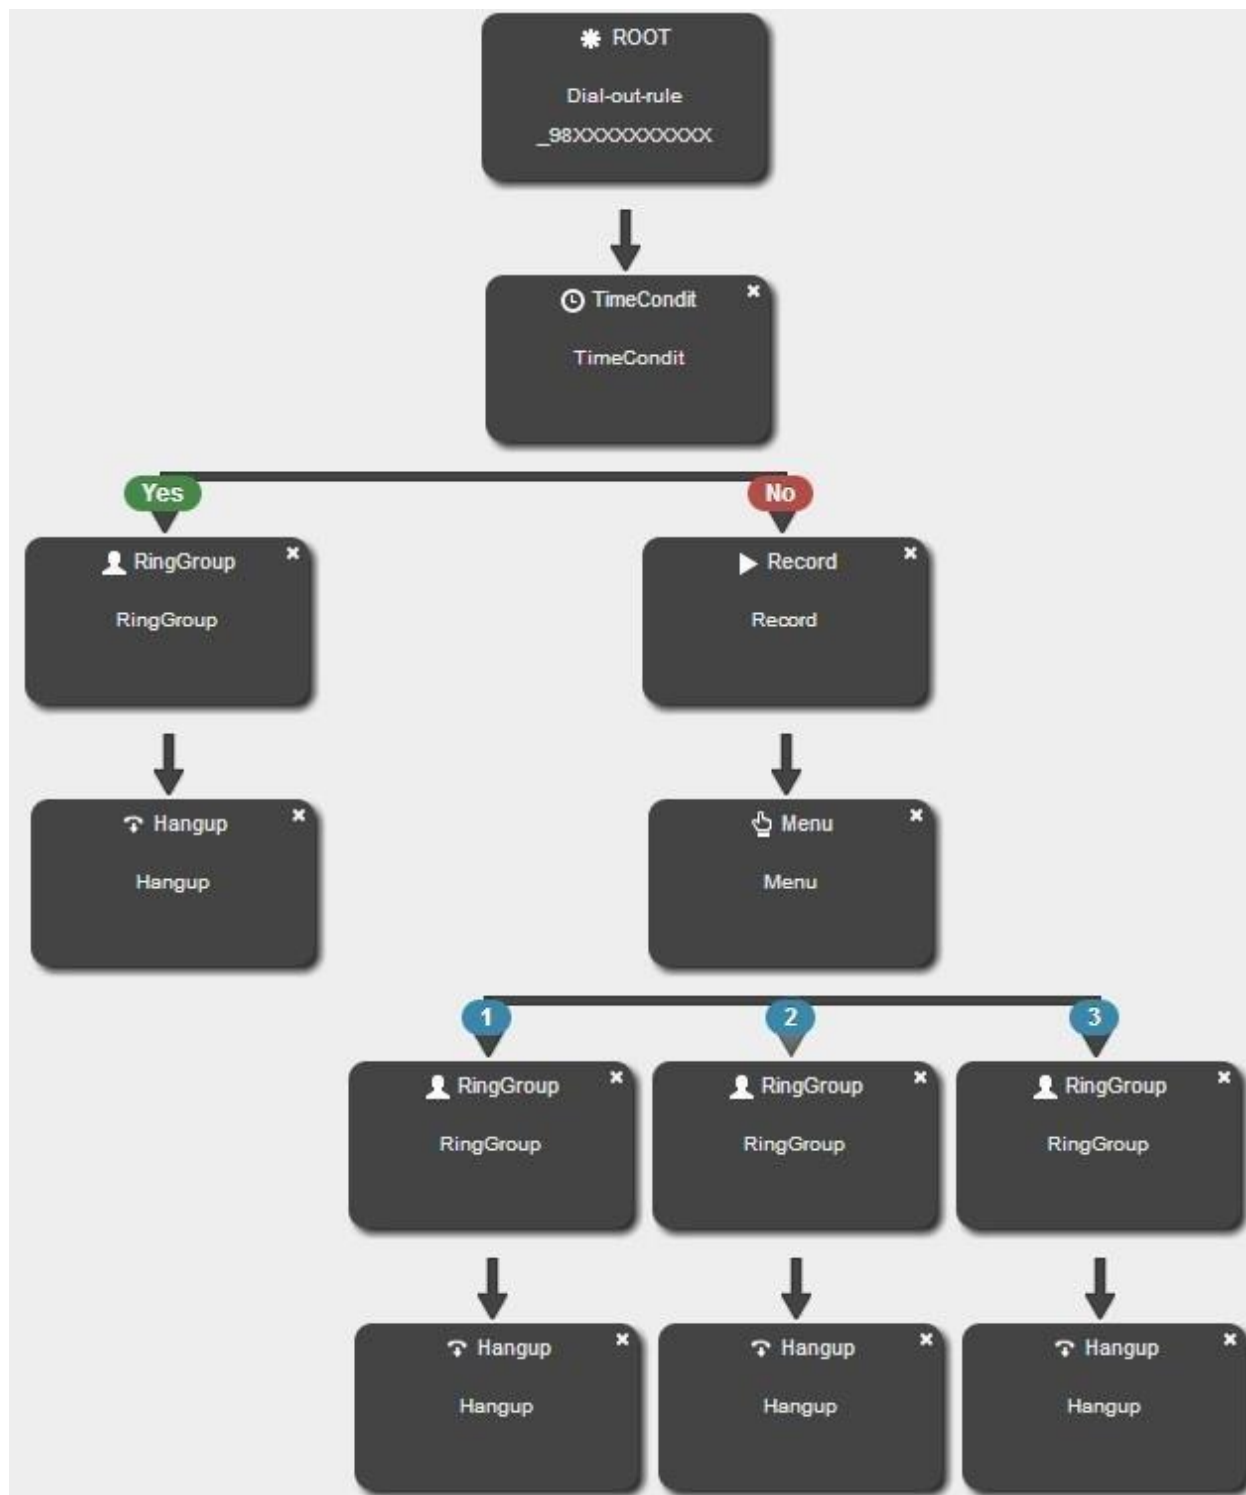 ROOT
Dial-out-rule
_98XXXXXXXXXX
TimeCondit
TimeCondit
Yes
No
RingGroup
RingGroup
Record
Record
Hangup
Hangup
Menu
Menu
1
2
3
RingGroup
RingGroup
RingGroup
RingGroup
RingGroup
RingGroup
Hangup
Hangup
Hangup
Hangup
Hangup
Hangup